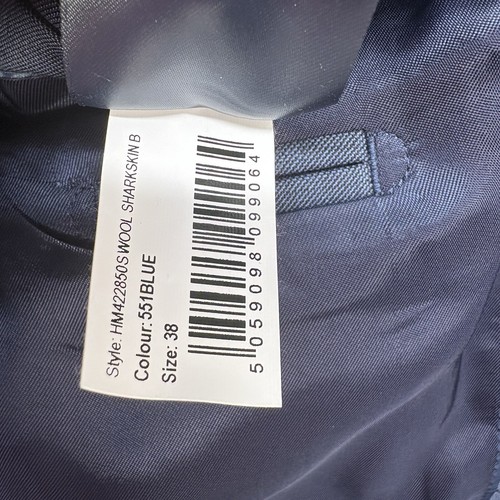 Style: HM422850S WOOL SHARKSKIN B
Colour: 551BLUE
Size: 38
5 059098 099064